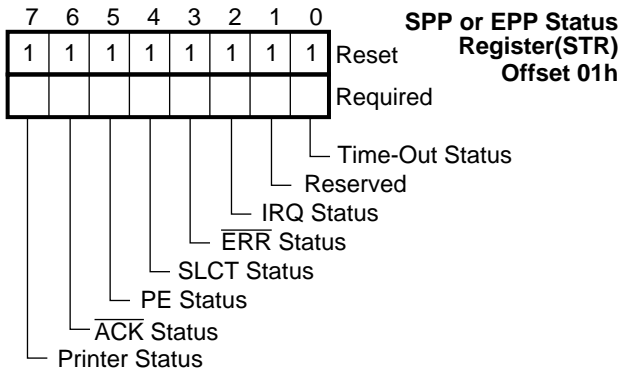 7 6 5 4 3 2 1 0
SPP or EPP Status
Register(STR)
Offset 01h
1 1 1 1 1 1 1 1 Reset
Required
Time-Out Status
Reserved
IRQ Status
E̅R̅R̅ Status
SLCT Status
PE Status
A̅C̅K̅ Status
Printer Status